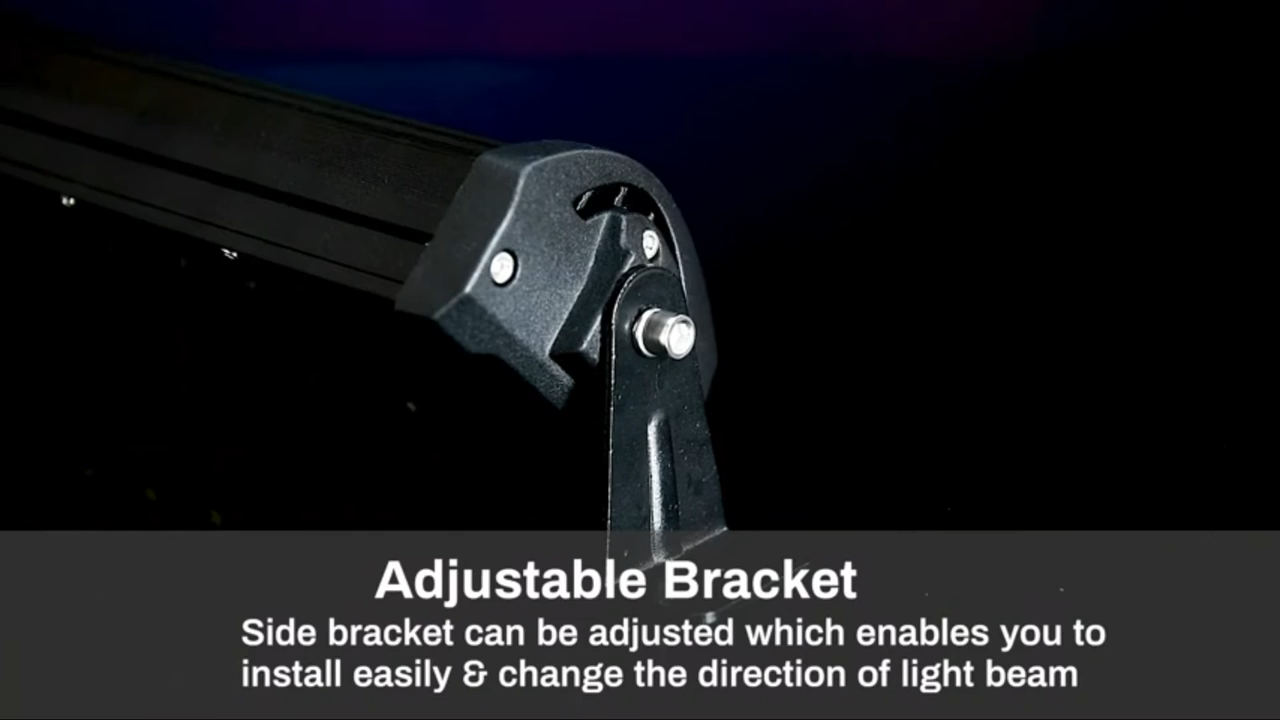 Adjustable Bracket
Side bracket can be adjusted which enables you to
install easily & change the direction of light beam